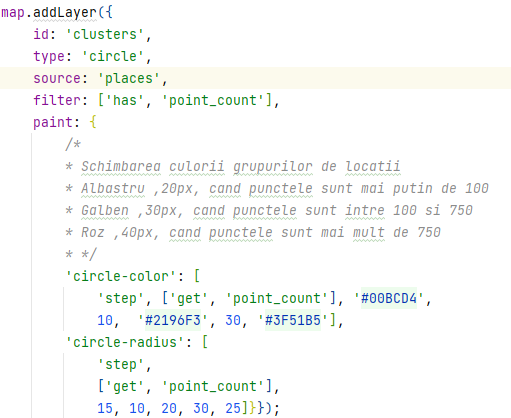 map.addLayer({
id: 'clusters',
type: 'circle',
source: 'places',
filter: ['has', 'point_count'],
paint: {
/*
* Schimbarea culorii grupurilor de locatii
* Albastru ,20px, cand punctele sunt mai putin de 100
* Galben ,30px, cand punctele sunt intre 100 si 750
* Roz ,40px, cand punctele sunt mai mult de 750
* */
'circle-color': [
'step', ['get', 'point_count'], '#00BCD4',
10,  '#2196F3', 30, '#3F51B5'],
'circle-radius': [
'step',
['get', 'point_count'],
15, 10, 20, 30, 25]}});